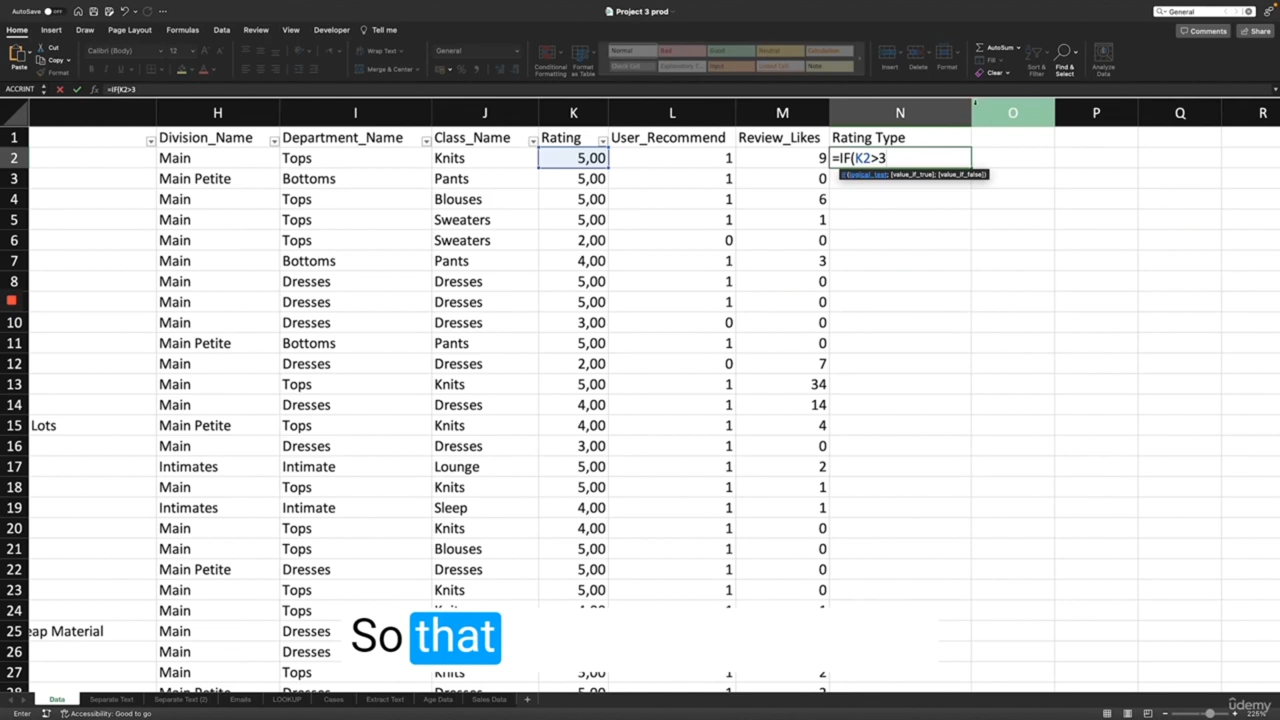 AutoSave OFF Project 3 prod General
Home Insert Draw Page Layout Formulas Data Review View Developer Tell me Comments Share
Paste Cut Copy Format Calibri (Body) 12 Wrap Text Merge & Center General Conditional Formatting Format as Table Normal Bad Good Neutral Calculation Check Cell Explanatory T... Input Linked Cell Note Insert Delete Format AutoSum Fill Clear Sort & Filter Find & Select Analyze Data
ACCRINT fx =IF(K2>3
H I J K L M N O P Q R
1 Division_Name Department_Name Class_Name Rating User_Recommend Review_Likes Rating Type
2 Main Tops Knits 5,00 1 9 =IF(K2>3
IF(logical_test; [value_if_true]; [value_if_false])
3 Main Petite Bottoms Pants 5,00 1 0
4 Main Tops Blouses 5,00 1 6
5 Main Tops Sweaters 5,00 1 1
6 Main Tops Sweaters 2,00 0 0
7 Main Bottoms Pants 4,00 1 3
8 Main Dresses Dresses 5,00 1 0
Main Dresses Dresses 5,00 1 0
10 Main Dresses Dresses 3,00 0 0
11 Main Petite Bottoms Pants 5,00 1 0
12 Main Dresses Dresses 2,00 0 7
13 Main Tops Knits 5,00 1 34
14 Main Dresses Dresses 4,00 1 14
15 Lots Main Petite Tops Knits 4,00 1 4
16 Main Dresses Dresses 3,00 1 0
17 Intimates Intimate Lounge 5,00 1 2
18 Main Tops Knits 5,00 1 1
19 Intimates Intimate Sleep 4,00 1 1
20 Main Tops Knits 4,00 1 0
21 Main Tops Blouses 5,00 1 0
22 Main Petite Dresses Dresses 5,00 1 0
23 Main Tops Knits 5,00 1 0
24 Main Tops
25 eap Material Main Dresses
So that
26 Main Dresses
27 Main Tops Knits 5,00 1 2
28 Main Petite Dresses
Data Separate Text Separate Text (2) Emails LOOKUP Cases Extract Text Age Data Sales Data +
Enter Accessibility: Good to go 225%
udemy